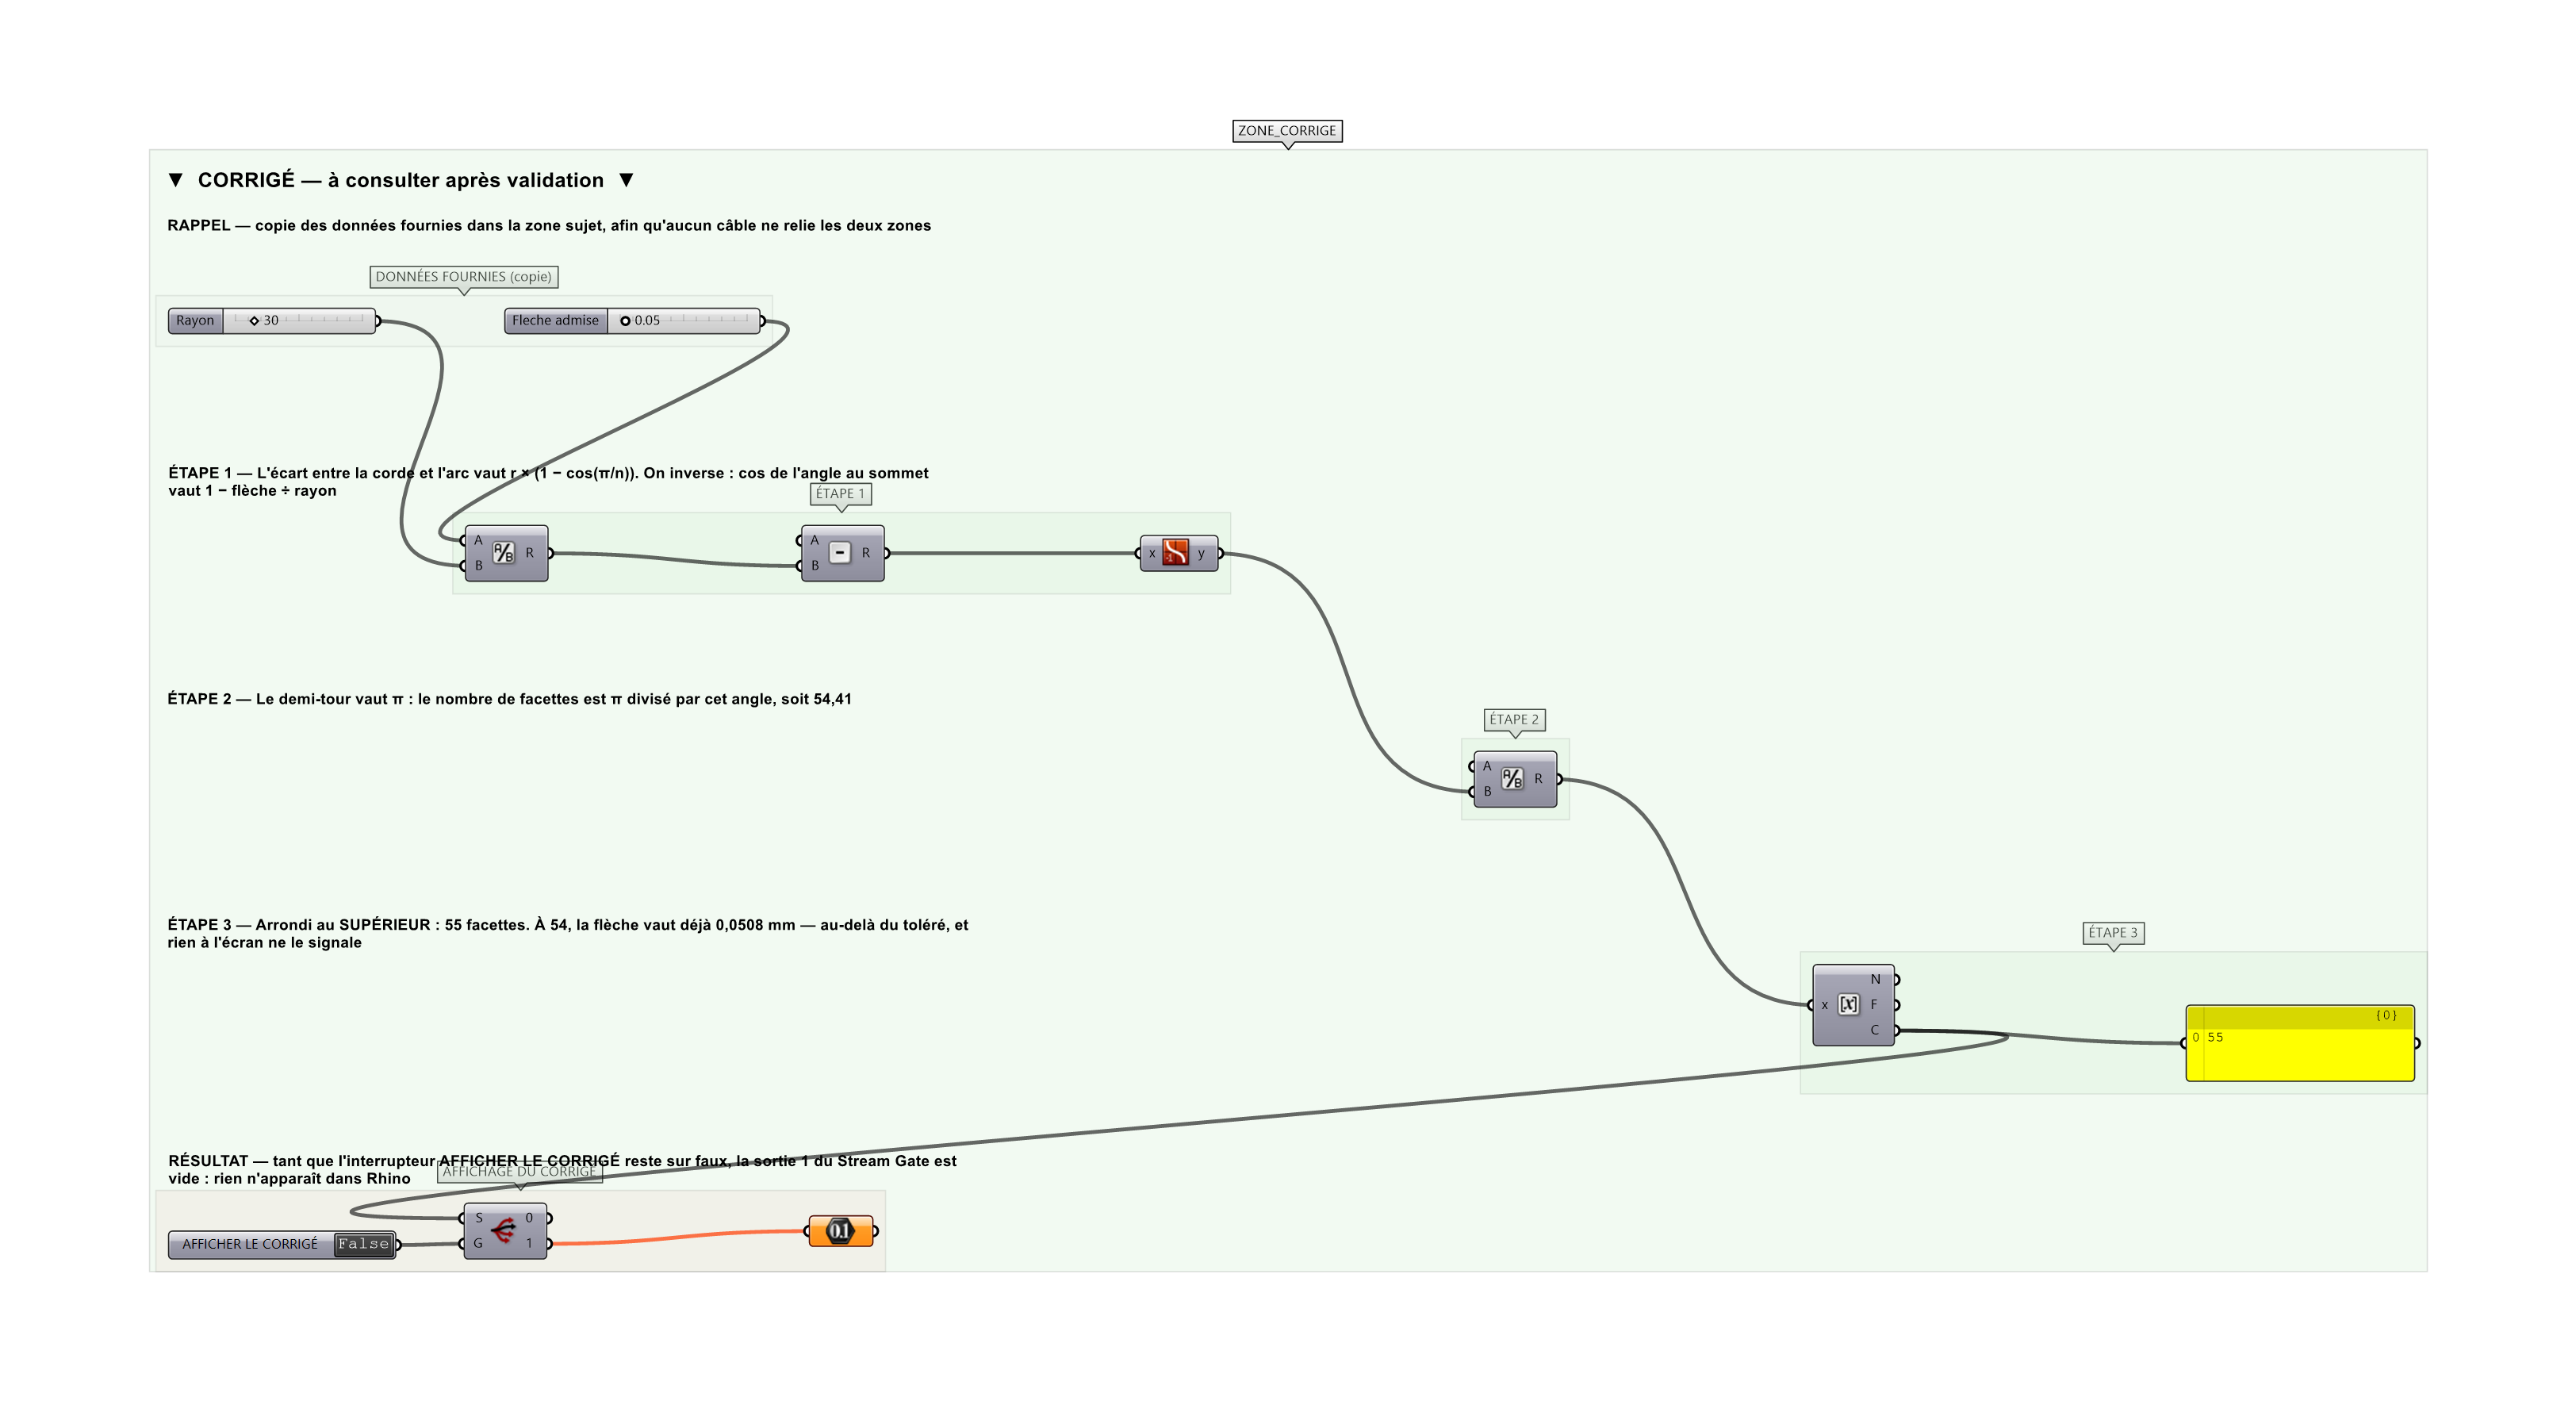 ZONE_CORRIGE
▼ CORRIGÉ — à consulter après validation ▼
RAPPEL — copie des données fournies dans la zone sujet, afin qu'aucun câble ne relie les deux zones
DONNÉES FOURNIES (copie)
Rayon 30
Fleche admise 0.05
ÉTAPE 1 — L'écart entre la corde et l'arc vaut r × (1 − cos(π/n)). On inverse : cos de l'angle au sommet
vaut 1 − flèche ÷ rayon
ÉTAPE 1
A B A/B R
A B - R
x -1 y
ÉTAPE 2 — Le demi-tour vaut π : le nombre de facettes est π divisé par cet angle, soit 54,41
ÉTAPE 2
A B A/B R
ÉTAPE 3 — Arrondi au SUPÉRIEUR : 55 facettes. À 54, la flèche vaut déjà 0,0508 mm — au-delà du toléré, et
rien à l'écran ne le signale
ÉTAPE 3
x [x] N F C
{0}
0 55
RÉSULTAT — tant que l'interrupteur AFFICHER LE CORRIGÉ reste sur faux, la sortie 1 du Stream Gate est
vide : rien n'apparaît dans Rhino
AFFICHAGE DU CORRIGÉ
AFFICHER LE CORRIGÉ False
S G 0 1
0.1